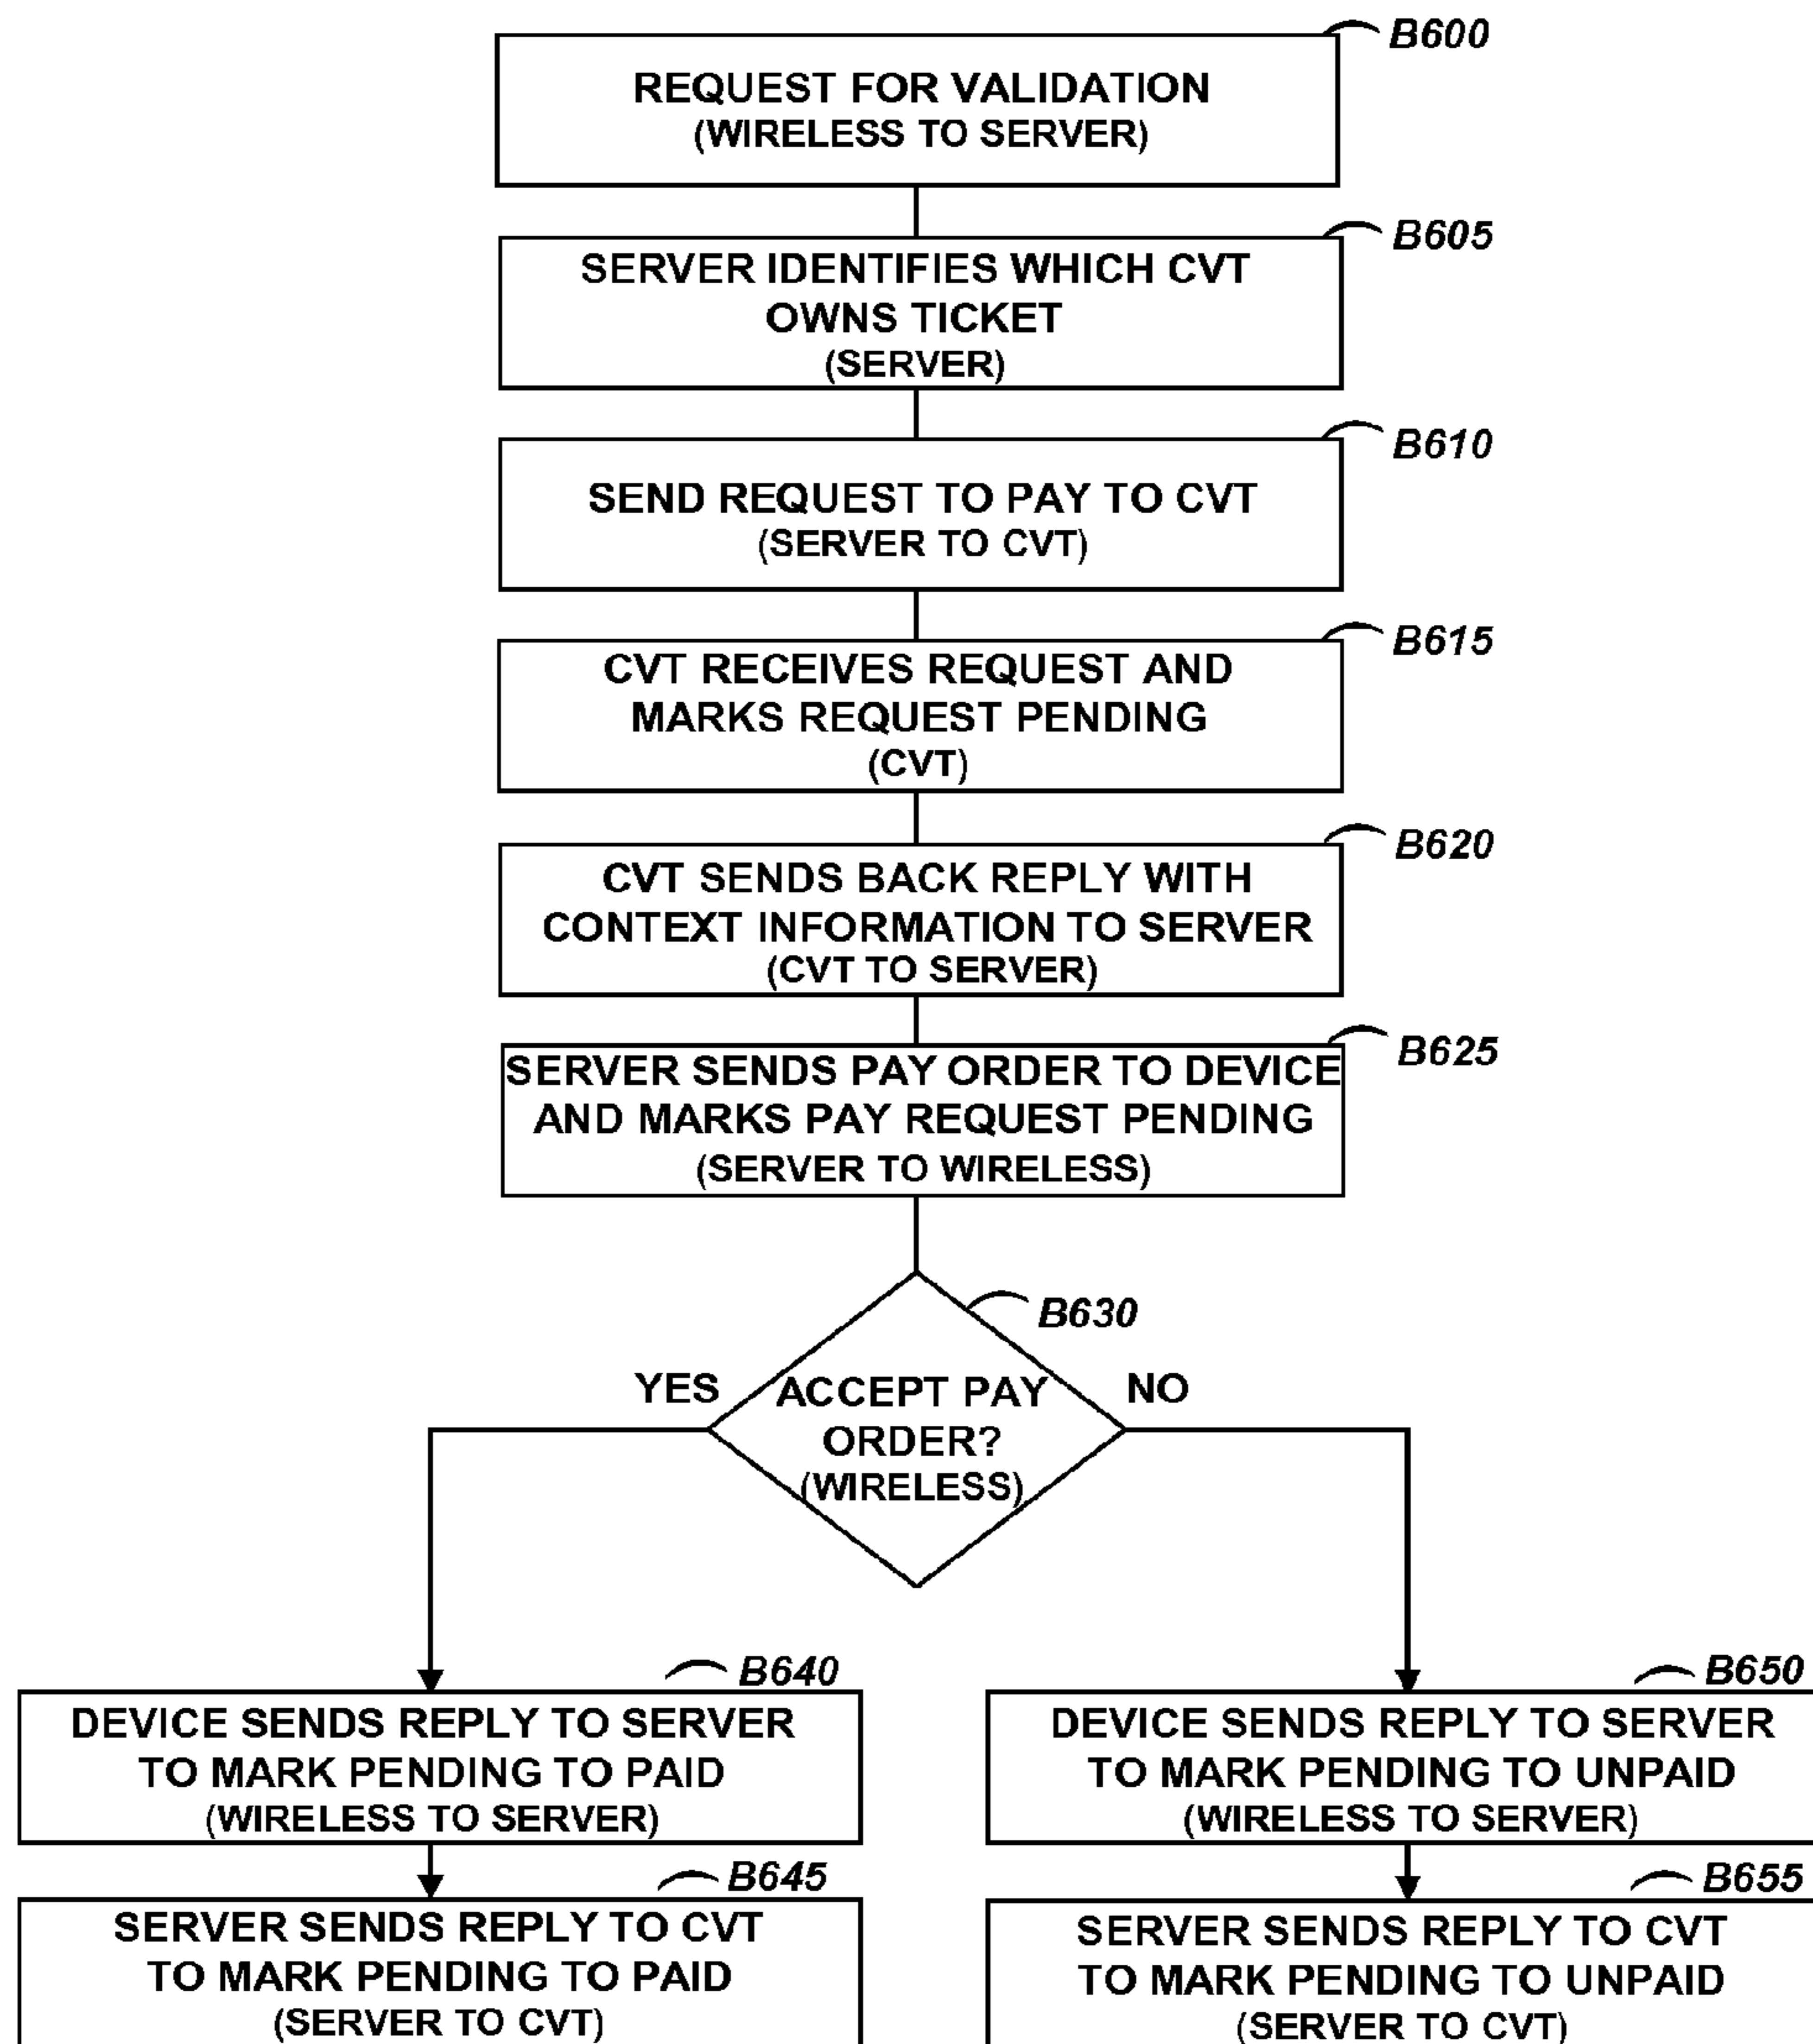 B600
REQUEST FOR VALIDATION
(WIRELESS TO SERVER)
B605
SERVER IDENTIFIES WHICH CVT
OWNS TICKET
(SERVER)
B610
SEND REQUEST TO PAY TO CVT
(SERVER TO CVT)
B615
CVT RECEIVES REQUEST AND
MARKS REQUEST PENDING
(CVT)
B620
CVT SENDS BACK REPLY WITH
CONTEXT INFORMATION TO SERVER
(CVT TO SERVER)
B625
SERVER SENDS PAY ORDER TO DEVICE
AND MARKS PAY REQUEST PENDING
(SERVER TO WIRELESS)
B630
YES
NO
ACCEPT PAY
ORDER?
(WIRELESS)
B640
DEVICE SENDS REPLY TO SERVER
TO MARK PENDING TO PAID
(WIRELESS TO SERVER)
B645
SERVER SENDS REPLY TO CVT
TO MARK PENDING TO PAID
(SERVER TO CVT)
B650
DEVICE SENDS REPLY TO SERVER
TO MARK PENDING TO UNPAID
(WIRELESS TO SERVER)
B655
SERVER SENDS REPLY TO CVT
TO MARK PENDING TO UNPAID
(SERVER TO CVT)